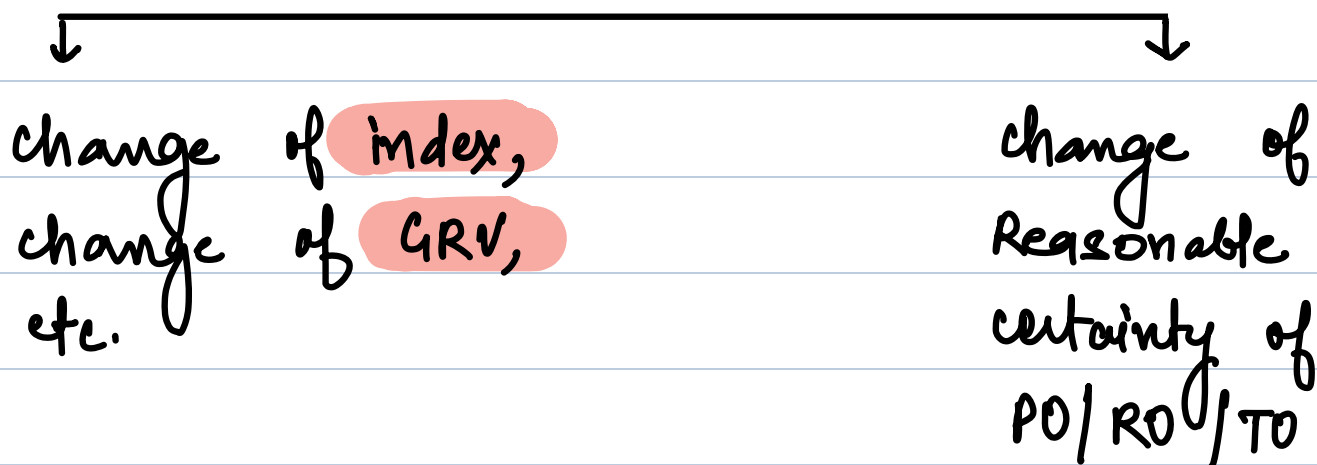 change of index,
change of GRV,
etc.
change of
Reasonable
certainty of
PO/RO/TO